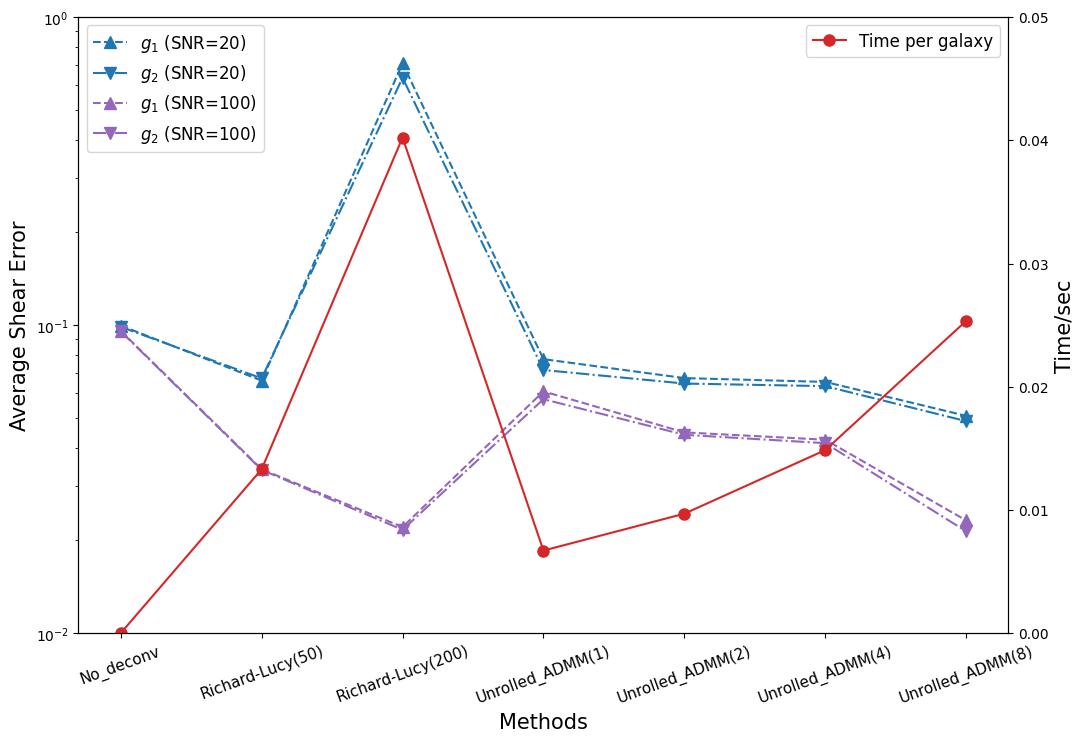 10⁰
10⁻¹
10⁻²
Average Shear Error
g₁ (SNR=20)
g₂ (SNR=20)
g₁ (SNR=100)
g₂ (SNR=100)
Time per galaxy
0.05
0.04
0.03
0.02
0.01
0.00
Time/sec
No_deconv
Richard-Lucy(50)
Richard-Lucy(200)
Unrolled_ADMM(1)
Unrolled_ADMM(2)
Unrolled_ADMM(4)
Unrolled_ADMM(8)
Methods